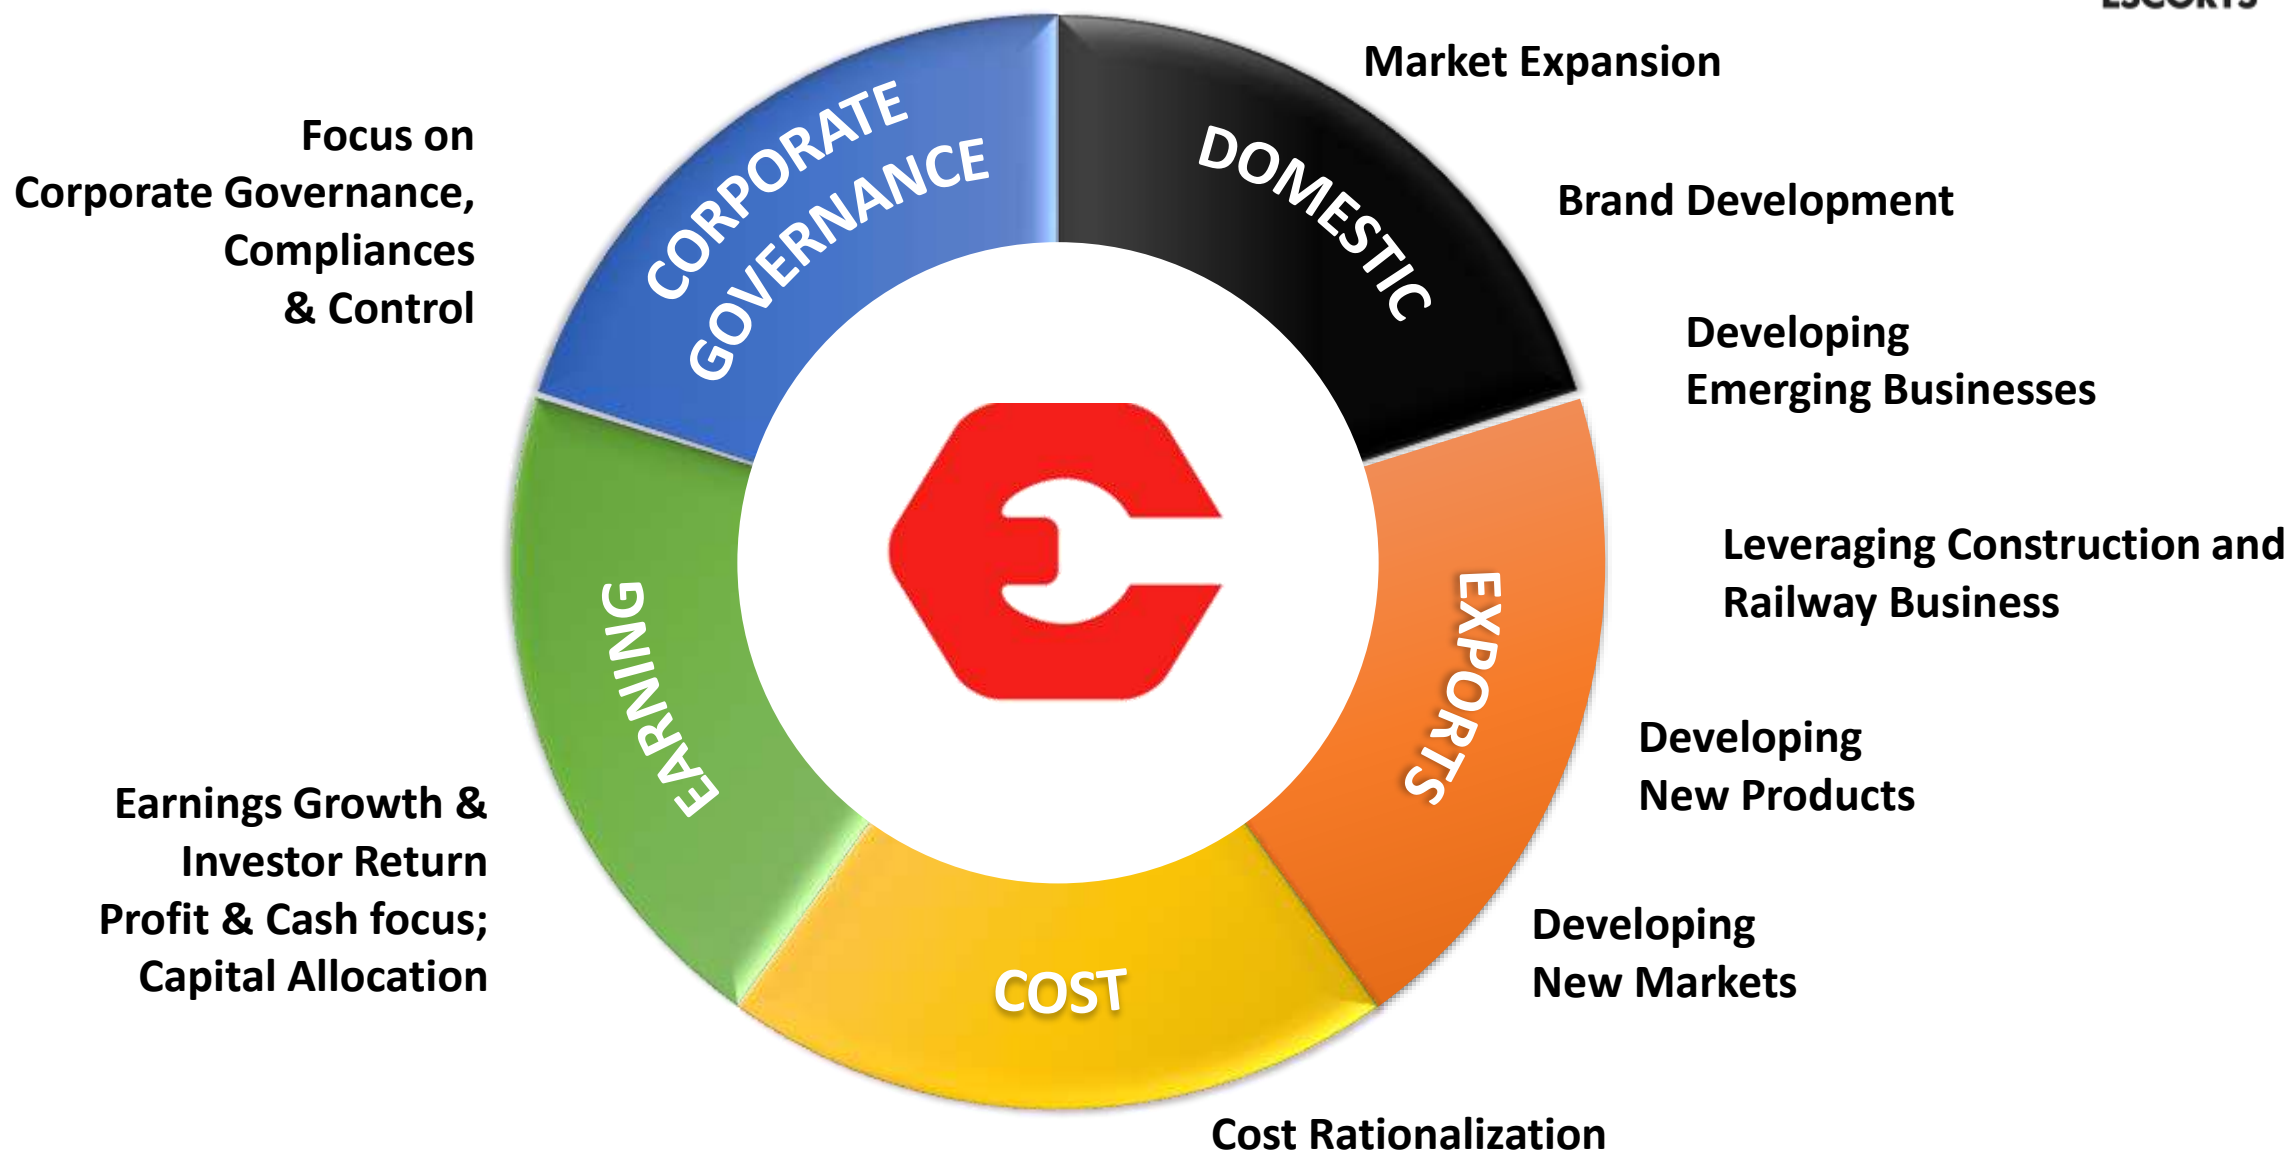 ESCORTS
Market Expansion
Brand Development
Developing
Emerging Businesses
Leveraging Construction and
Railway Business
Developing
New Products
Developing
New Markets
Cost Rationalization
Earnings Growth &
Investor Return
Profit & Cash focus;
Capital Allocation
Focus on
Corporate Governance,
Compliances
& Control
CORPORATE
GOVERNANCE
DOMESTIC
EXPORTS
COST
EARNING